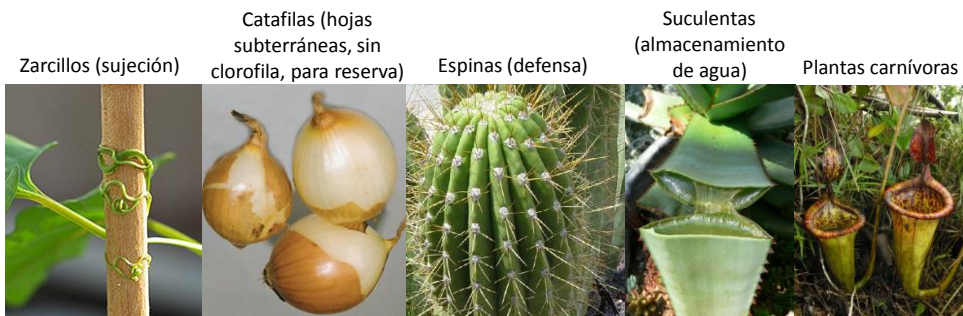 Zarcillos (sujeción)
Catafilas (hojas
subterráneas, sin
clorofila, para reserva)
Espinas (defensa)
Suculentas
(almacenamiento
de agua)
Plantas carnívoras